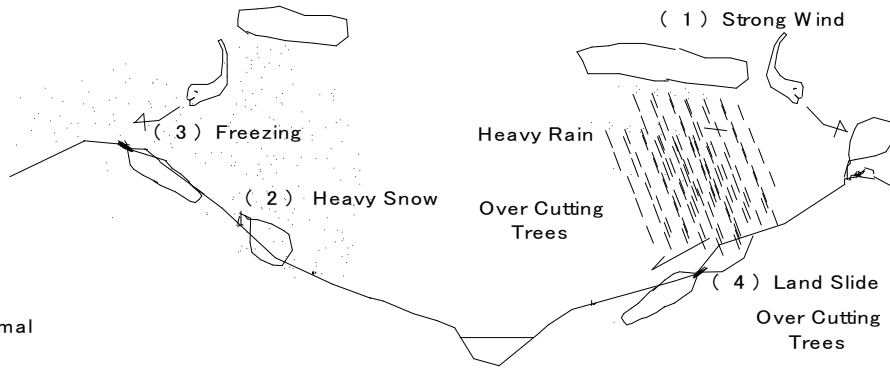 ( 1 ) Strong Wind
( 3 ) Freezing
Heavy Rain
( 2 ) Heavy Snow
Over Cutting
Trees
( 4 ) Land Slide
Over Cutting
Trees
mal